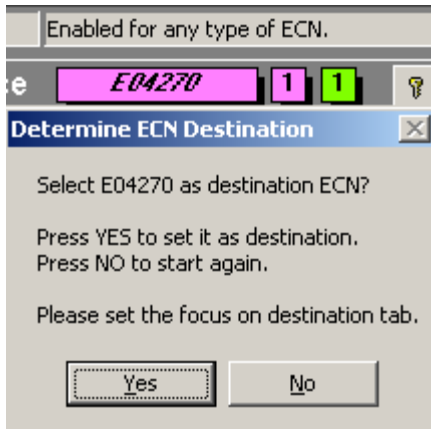 Enabled for any type of ECN.
e E04270 1 1
Determine ECN Destination
Select E04270 as destination ECN?
Press YES to set it as destination.
Press NO to start again.
Please set the focus on destination tab.
Yes No